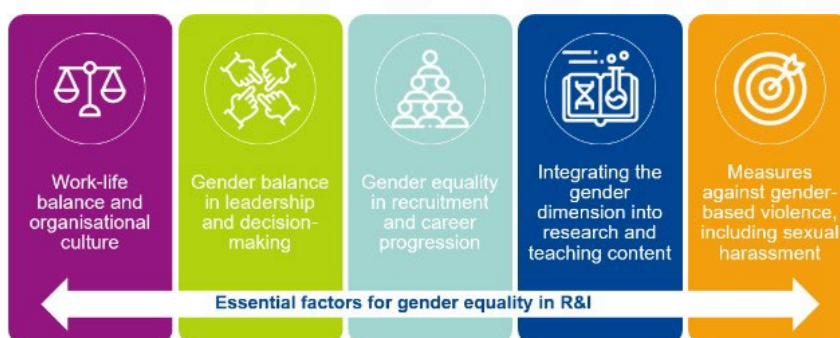 Work-life
balance and
organisational
culture
Gender balance
in leadership
and decision-
making
Gender equality
in recruitment
and career
progression
Integrating the
gender
dimension into
research and
teaching content
Measures
against gender-
based violence,
including sexual
harassment
Essential factors for gender equality in R&I